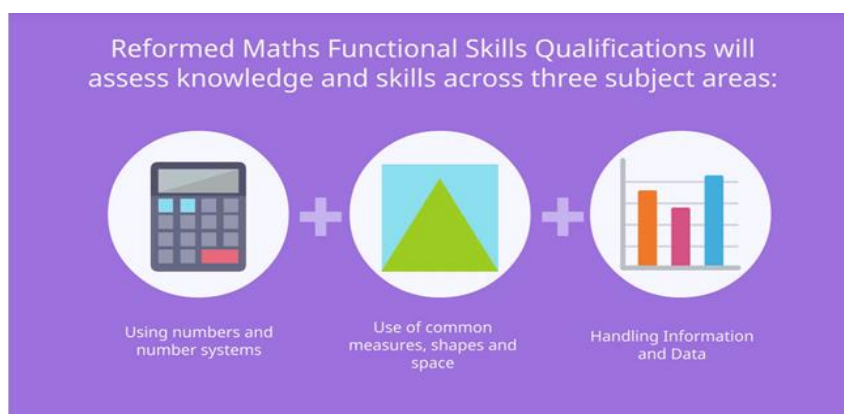 Reformed Maths Functional Skills Qualifications will
assess knowledge and skills across three subject areas:
Using numbers and
number systems
Use of common
measures, shapes and
space
Handling Information
and Data